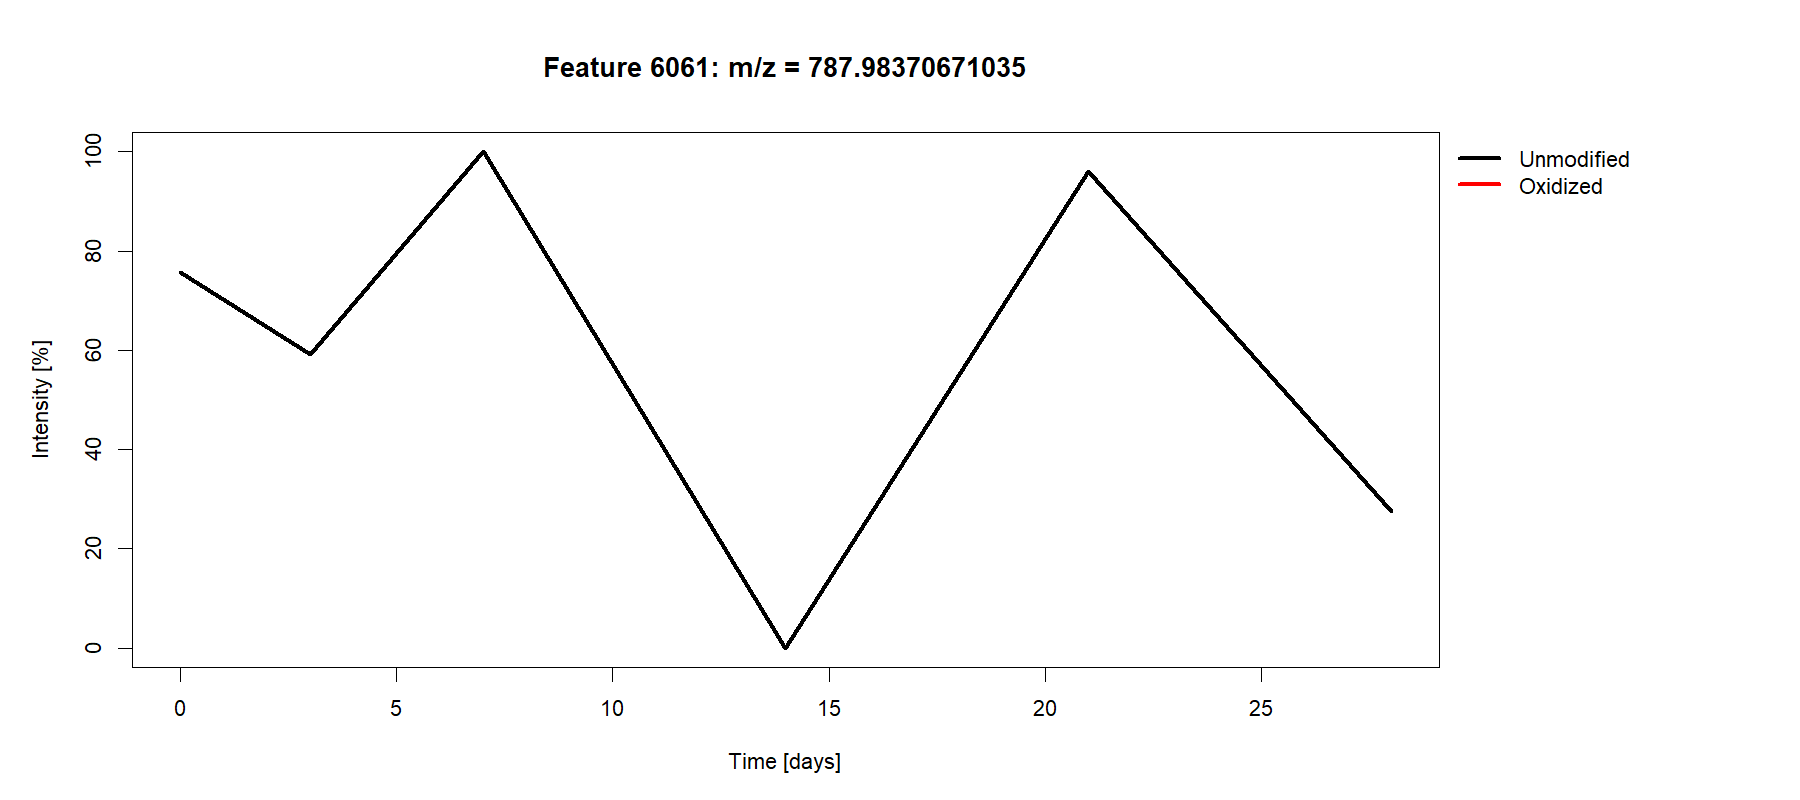 Feature 6061: m/z = 787.98370671035
Unmodified
Oxidized
Intensity [%]
100
80
60
40
20
0
0 5 10 15 20 25
Time [days]